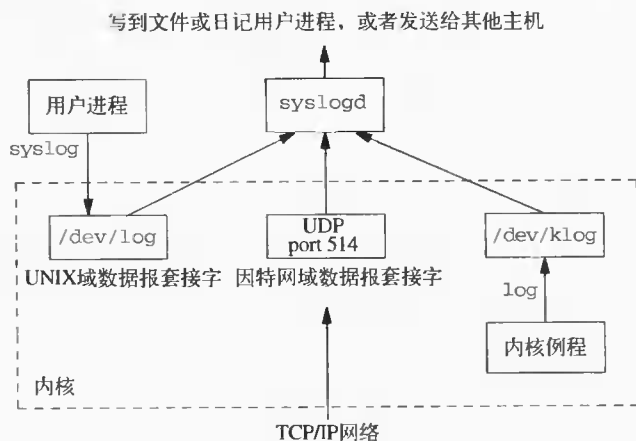 写到文件或日记用户进程，或者发送给其他主机
用户进程
syslogd
syslog
/dev/log
UDP
port 514
/dev/klog
UNIX域数据报套接字
因特网域数据报套接字
log
内核例程
内核
TCP/IP网络